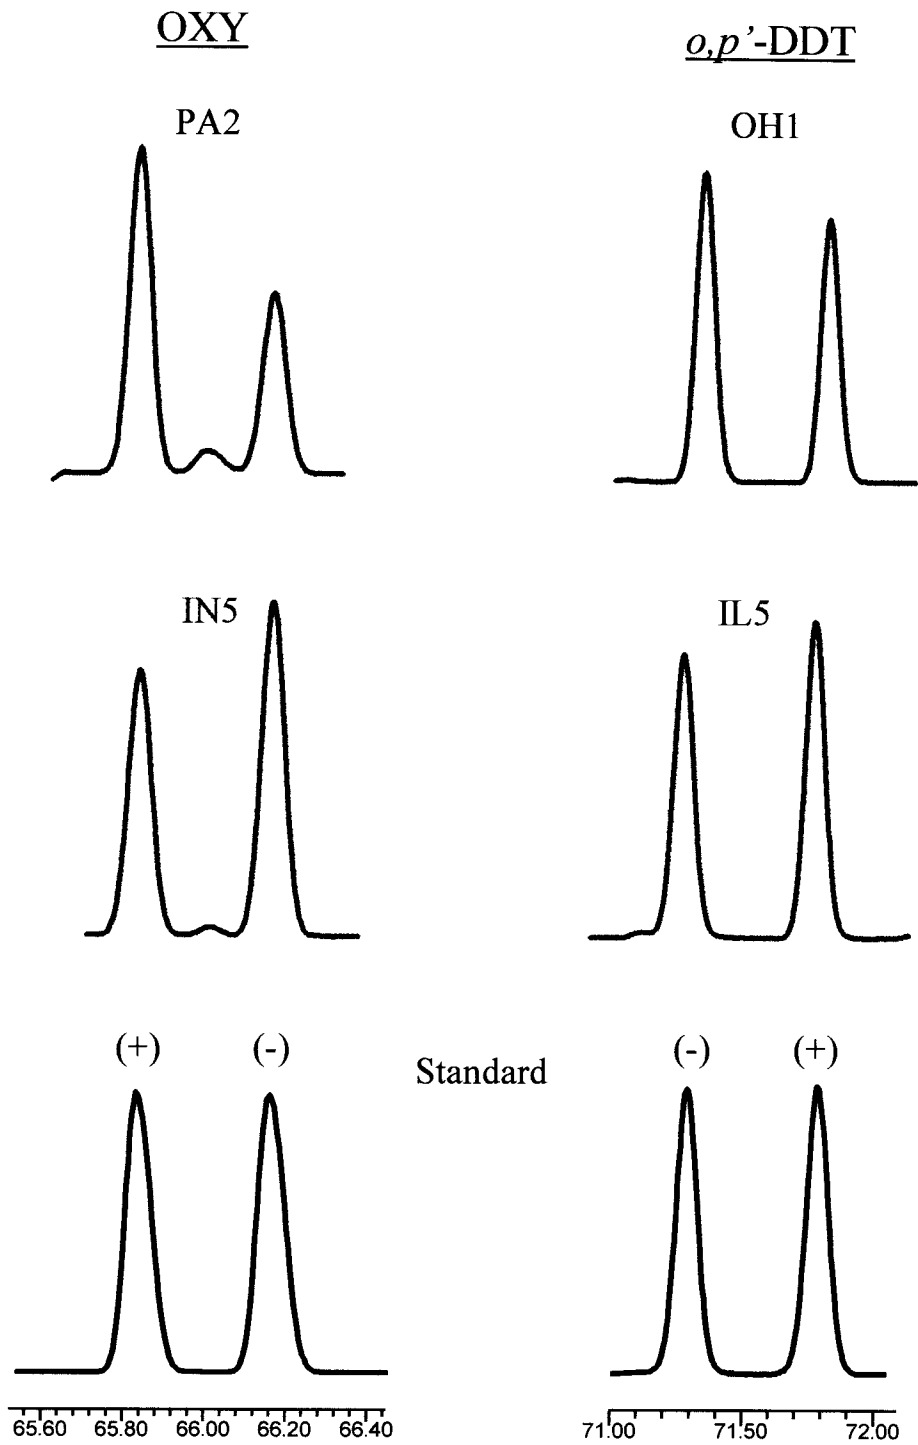 OXY
o,p’-DDT
PA2
OH1
IN5
IL5
(+) (-)
Standard
(-) (+)
65.60 65.80 66.00 66.20 66.40
71.00 71.50 72.00